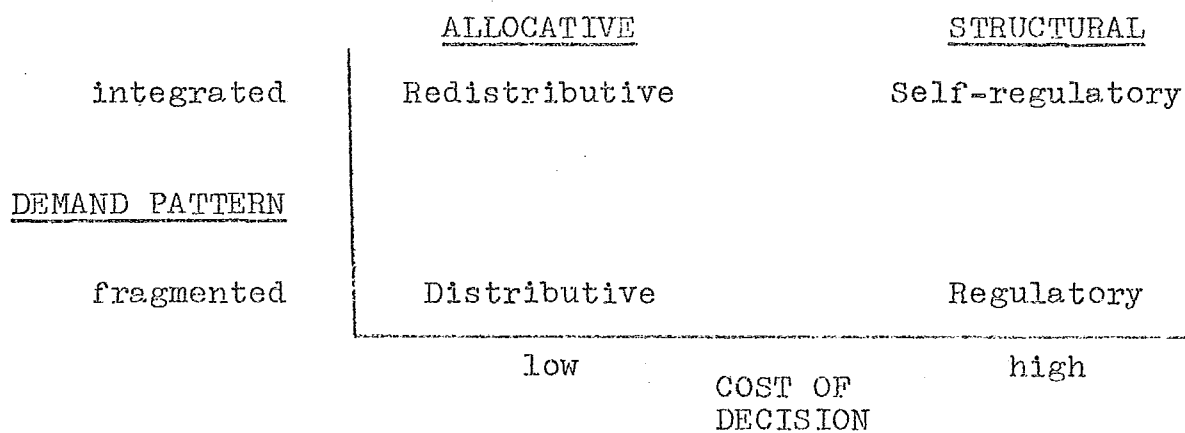 ALLOCATIVE STRUCTURAL
integrated Redistributive Self-regulatory
DEMAND PATTERN
fragmented Distributive Regulatory
low high
COST OF
DECISION